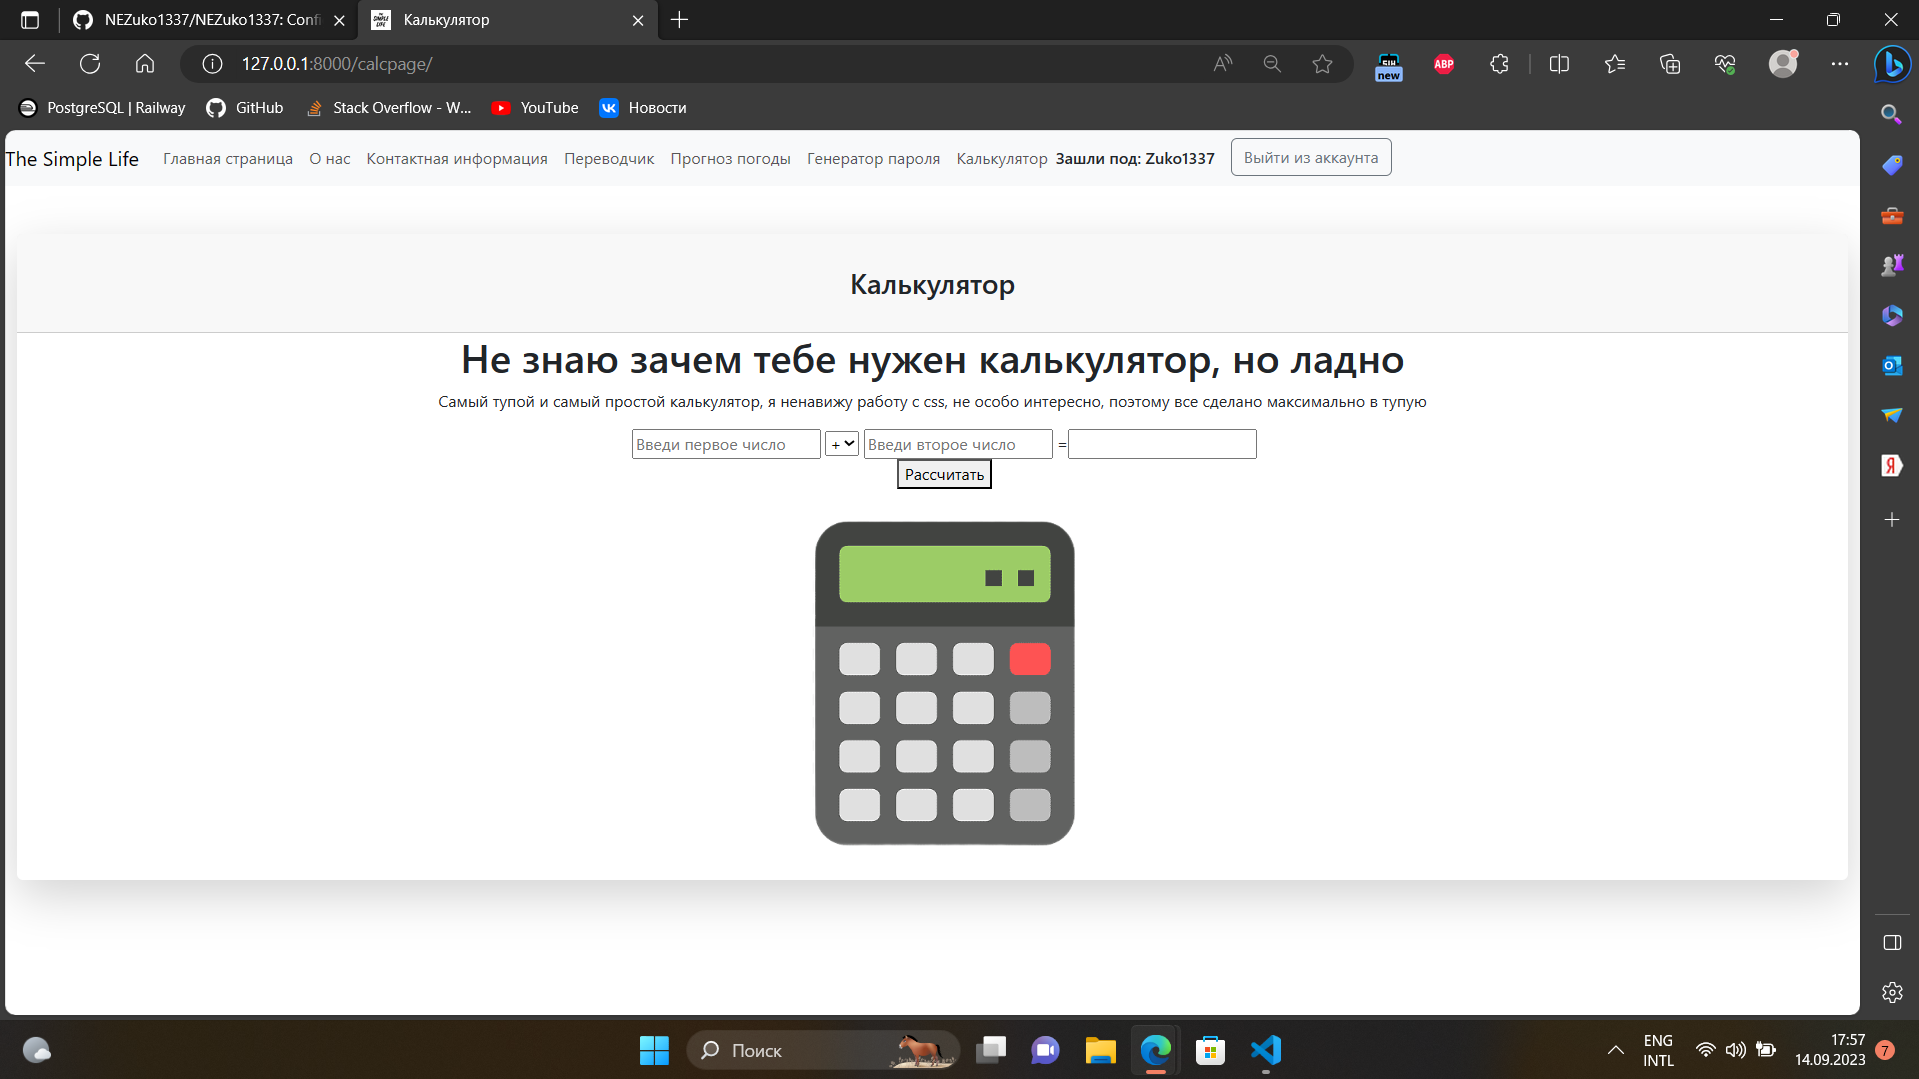 NEZuko1337/NEZuko1337: Confi
Калькулятор
127.0.0.1:8000/calcpage/
new
ABP
PostgreSQL | Railway
GitHub
Stack Overflow - W...
YouTube
Новости
The Simple Life
Главная страница
О нас
Контактная информация
Переводчик
Прогноз погоды
Генератор пароля
Калькулятор
Зашли под: Zuko1337
Выйти из аккаунта
Калькулятор
Не знаю зачем тебе нужен калькулятор, но ладно
Самый тупой и самый простой калькулятор, я ненавижу работу с css, не особо интересно, поэтому все сделано максимально в тупую
Введи первое число + Введи второче число =
Рассчитать
Поиск
ENG
INTL
17:57
14.09.2023
7